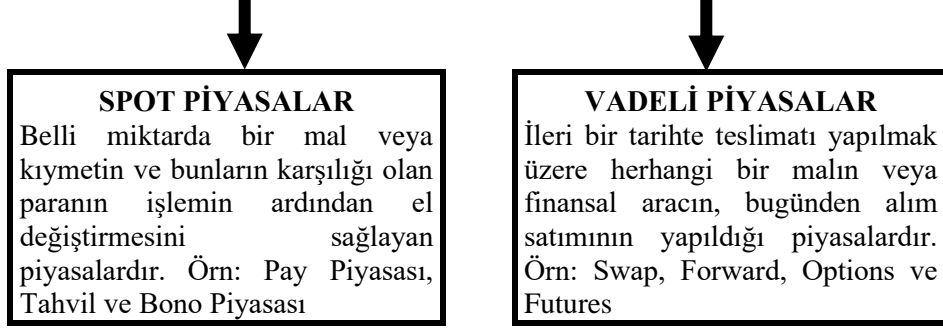 SPOT PİYASALAR
Belli miktarda bir mal veya
kıymetin ve bunların karşılığı olan
paranın işlemin ardından el
değiştirmesini sağlayan
piyasalardır. Örn: Pay Piyasası,
Tahvil ve Bono Piyasası
VADELİ PİYASALAR
İleri bir tarihte teslimatı yapılmak
üzere herhangi bir malın veya
finansal aracın, bugünden alım
satımının yapıldığı piyasalardır.
Örn: Swap, Forward, Options ve
Futures